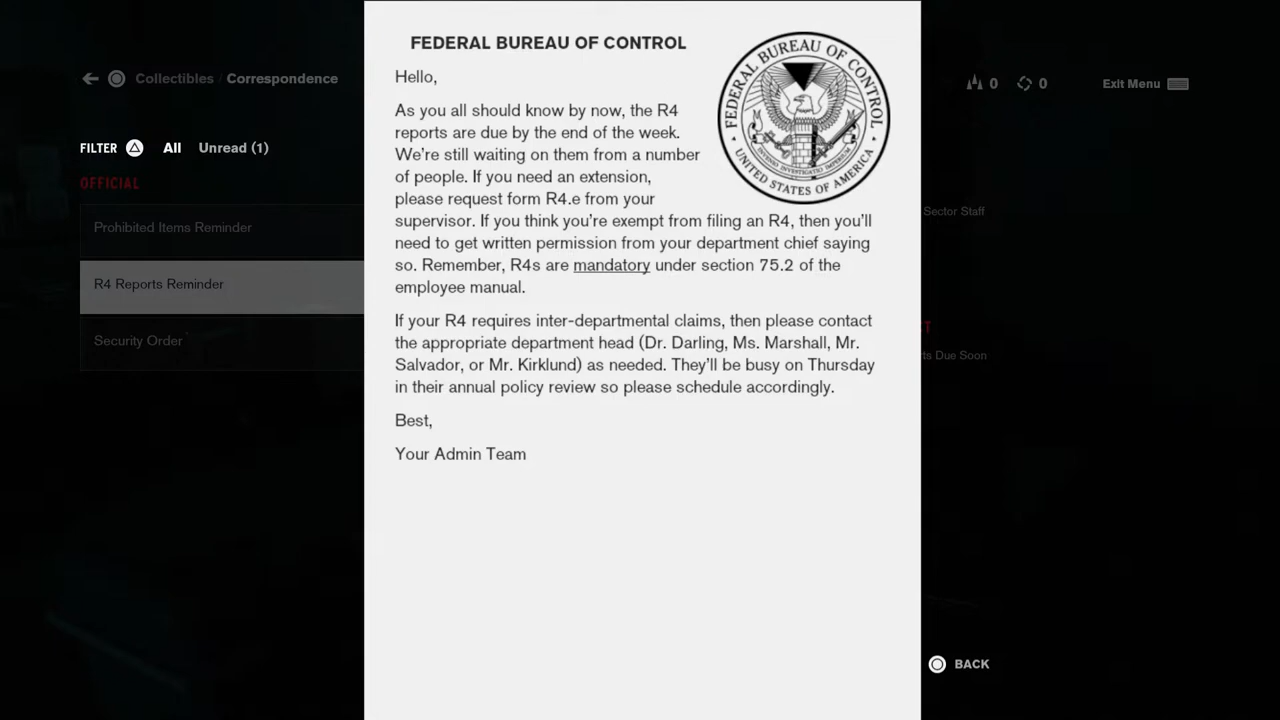 Collectibles / Correspondence
0 0 Exit Menu
FILTER All Unread (1)
OFFICIAL
Prohibited Items Reminder
R4 Reports Reminder
Security Order
FEDERAL BUREAU OF CONTROL
Hello,
As you all should know by now, the R4
reports are due by the end of the week.
We're still waiting on them from a number
of people. If you need an extension,
please request form R4.e from your
supervisor. If you think you're exempt from filing an R4, then you'll
need to get written permission from your department chief saying
so. Remember, R4s are mandatory under section 75.2 of the
employee manual.
If your R4 requires inter-departmental claims, then please contact
the appropriate department head (Dr. Darling, Ms. Marshall, Mr.
Salvador, or Mr. Kirklund) as needed. They'll be busy on Thursday
in their annual policy review so please schedule accordingly.
Best,
Your Admin Team
FEDERAL BUREAU OF CONTROL
UNITED STATES OF AMERICA
Sector Staff
Due Soon
BACK